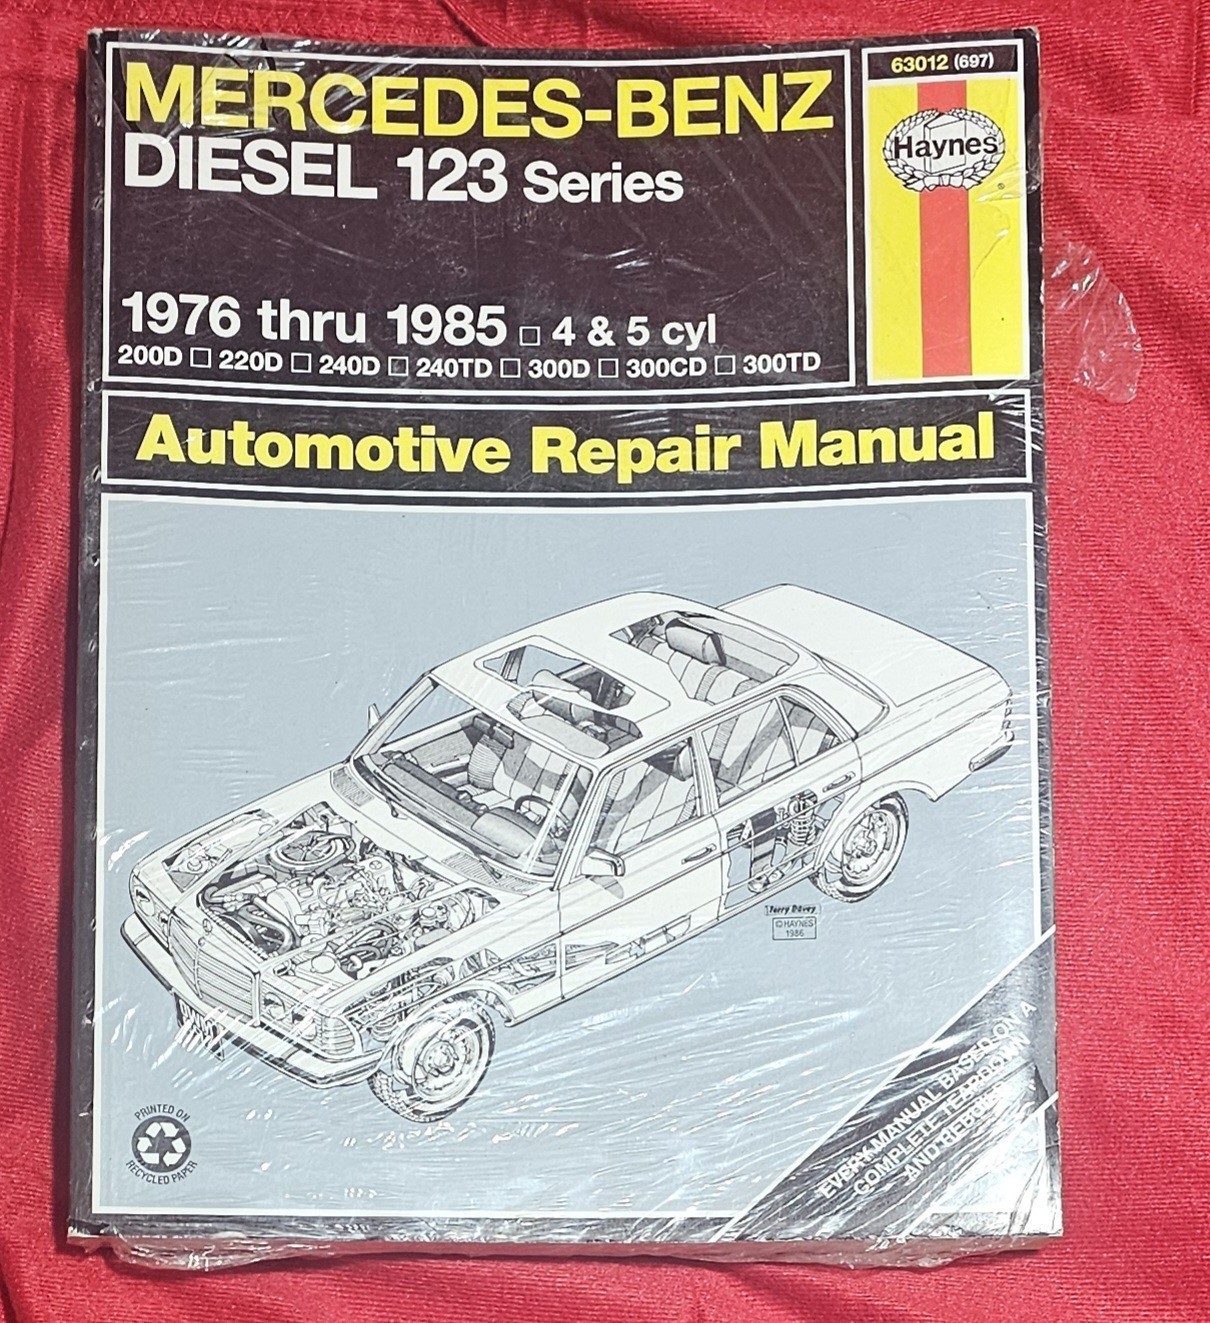 MERCEDES-BENZ
DIESEL 123 Series
1976 thru 1985 □ 4 & 5 cyl
200D □ 220D □ 240D □ 240TD □ 300D □ 300CD □ 300TD
63012 (697)
Haynes
Automotive Repair Manual
Terry Davey
© HAYNES
1986
PRINTED ON
RECYCLED PAPER
EVERY MANUAL BASED ON A
COMPLETE TEARDOWN
AND REBUILD